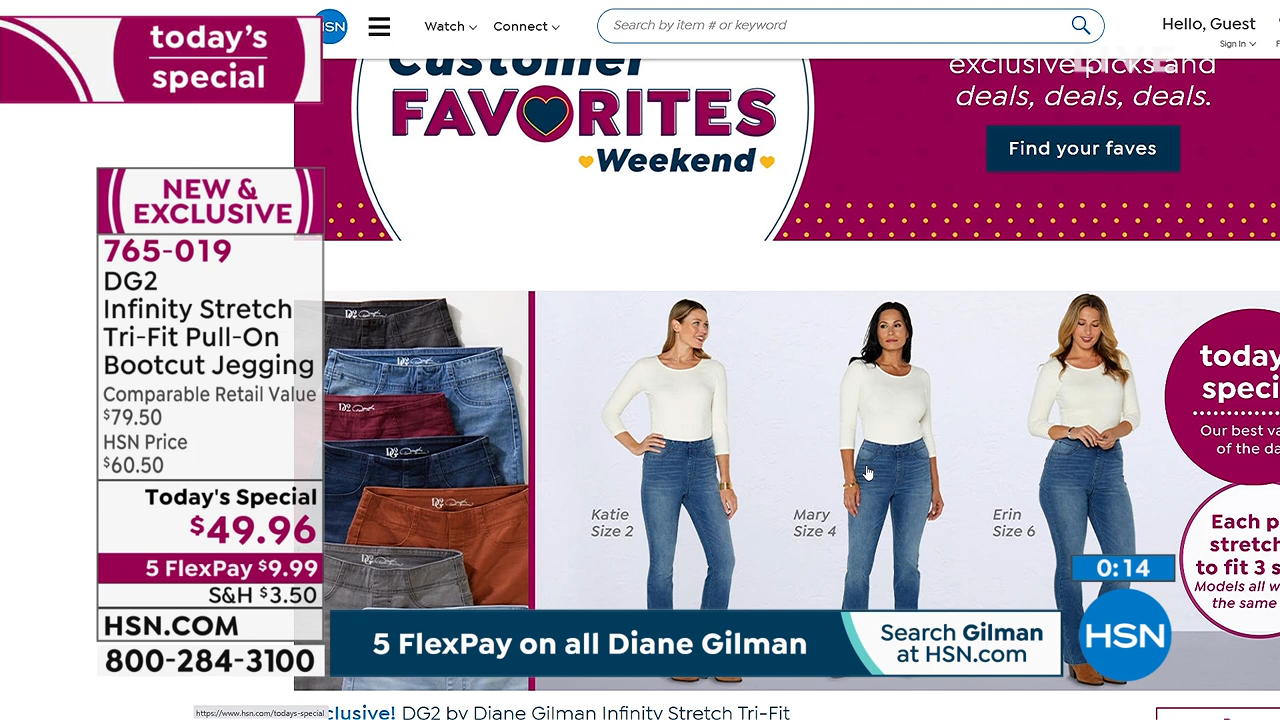 today's
special
HSN
Watch
Connect
Search by item # or keyword
Hello, Guest
Sign In
LIVE
Customer
FAVORITES
Weekend
exclusive picks and
deals, deals, deals.
Find your faves
NEW &
EXCLUSIVE
765-019
DG2
Infinity Stretch
Tri-Fit Pull-On
Bootcut Jegging
Comparable Retail Value
$79.50
HSN Price
$60.50
Today's Special
$49.96
5 FlexPay $9.99
S&H $3.50
HSN.COM
800-284-3100
Katie
Size 2
Mary
Size 4
Erin
Size 6
today
speci
Our best va
of the da
Each p
stretch
to fit 3 s
Models all w
the same
0:14
5 FlexPay on all Diane Gilman
Search Gilman
at HSN.com
HSN
https://www.hsn.com/todays-special
clusive! DG2 by Diane Gilman Infinity Stretch Tri-Fit